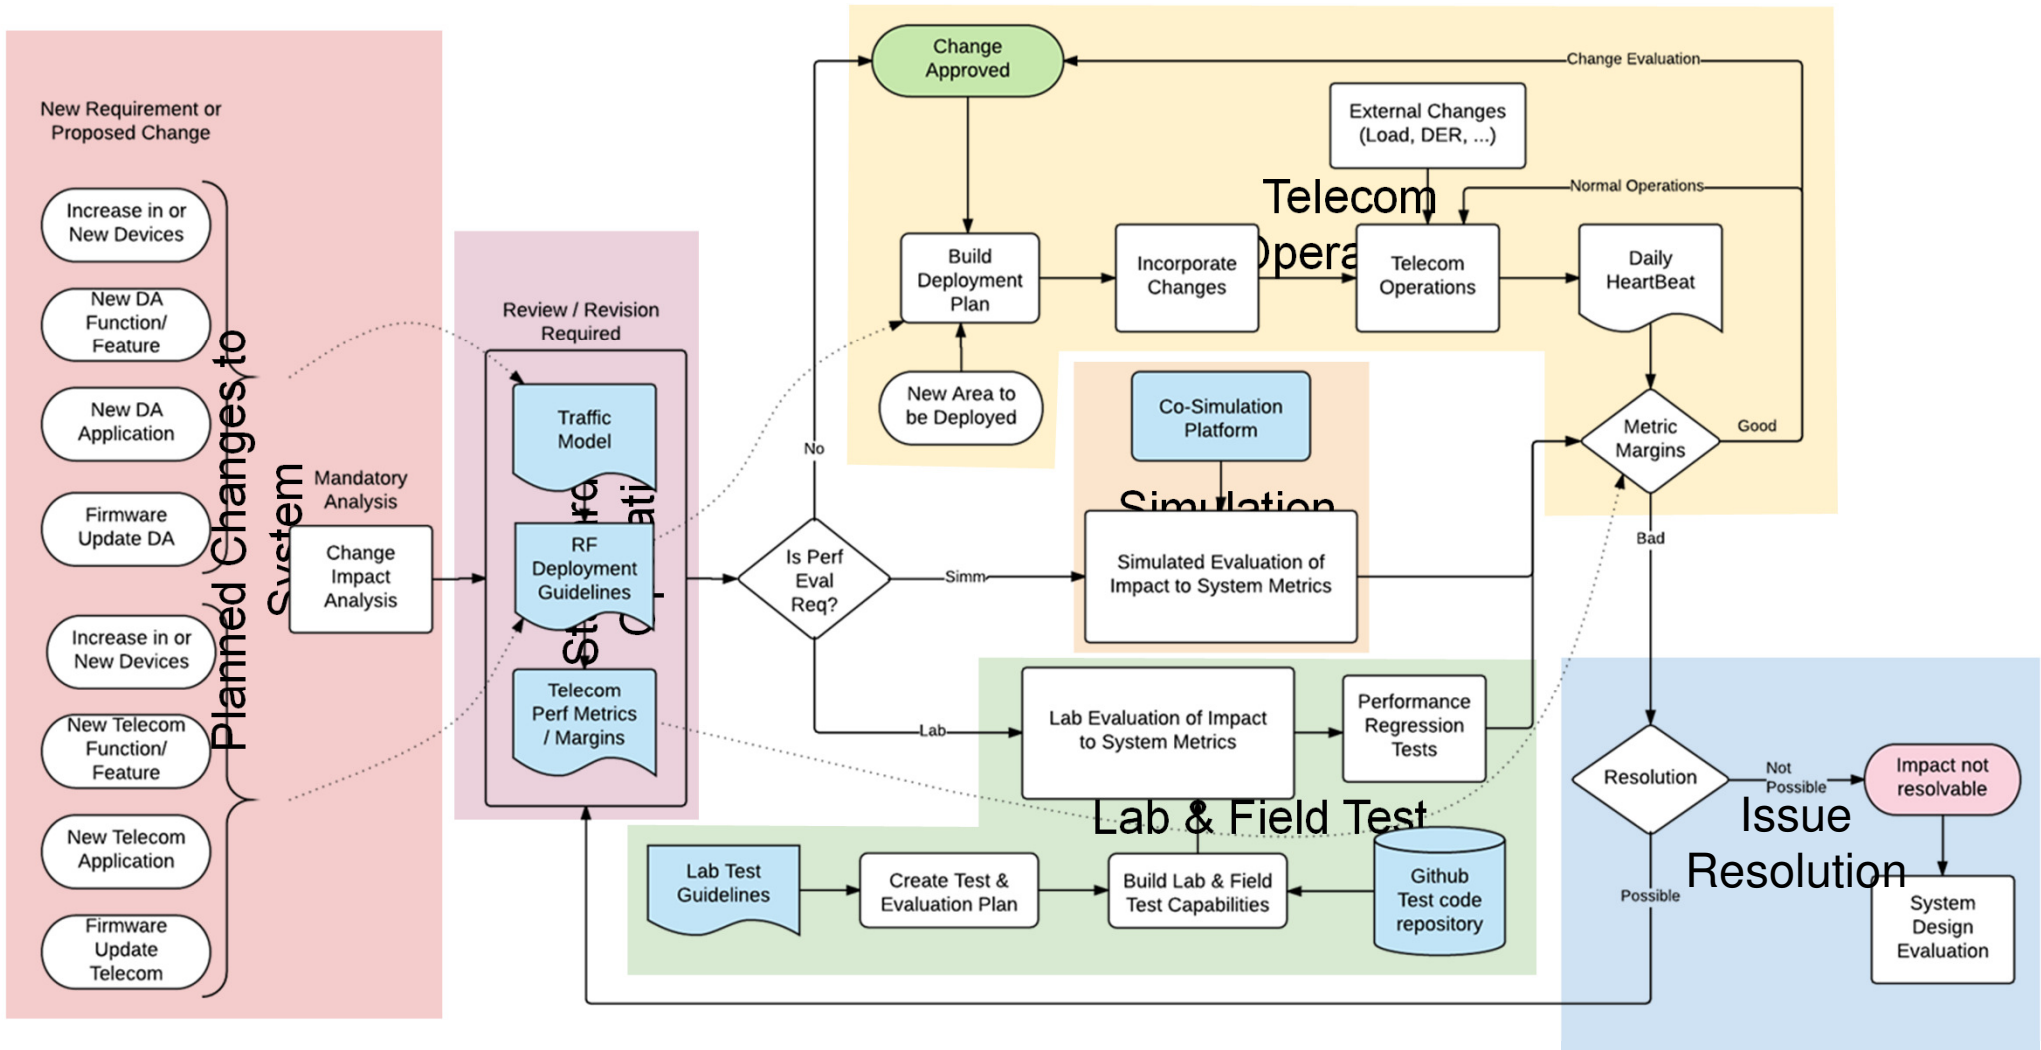 New Requirement or
Proposed Change
Increase in or
New Devices
New DA
Function/
Feature
New DA
Application
Firmware
Update DA
Increase in or
New Devices
New Telecom
Function/
Feature
New Telecom
Application
Firmware
Update
Telecom
Planned Changes to
System
Mandatory
Analysis
Change
Impact
Analysis
Review / Revision
Required
Traffic
Model
RF
Deployment
Guidelines
Telecom
Perf Metrics
/ Margins
Is Perf
Eval
Req?
No
Simm
Lab
Change
Approved
Change Evaluation
External Changes
(Load, DER, ...)
Normal Operations
Telecom
Build
Deployment
Plan
Incorporate
Changes
Telecom
Operations
Daily
HeartBeat
New Area to
be Deployed
Metric
Margins
Good
Bad
Co-Simulation
Platform
Simulation
Simulated Evaluation of
Impact to System Metrics
Lab Evaluation of Impact
to System Metrics
Performance
Regression
Tests
Lab & Field Test
Lab Test
Guidelines
Create Test &
Evaluation Plan
Build Lab & Field
Test Capabilities
Github
Test code
repository
Resolution
Not
Possible
Possible
Impact not
resolvable
Issue
Resolution
System
Design
Evaluation